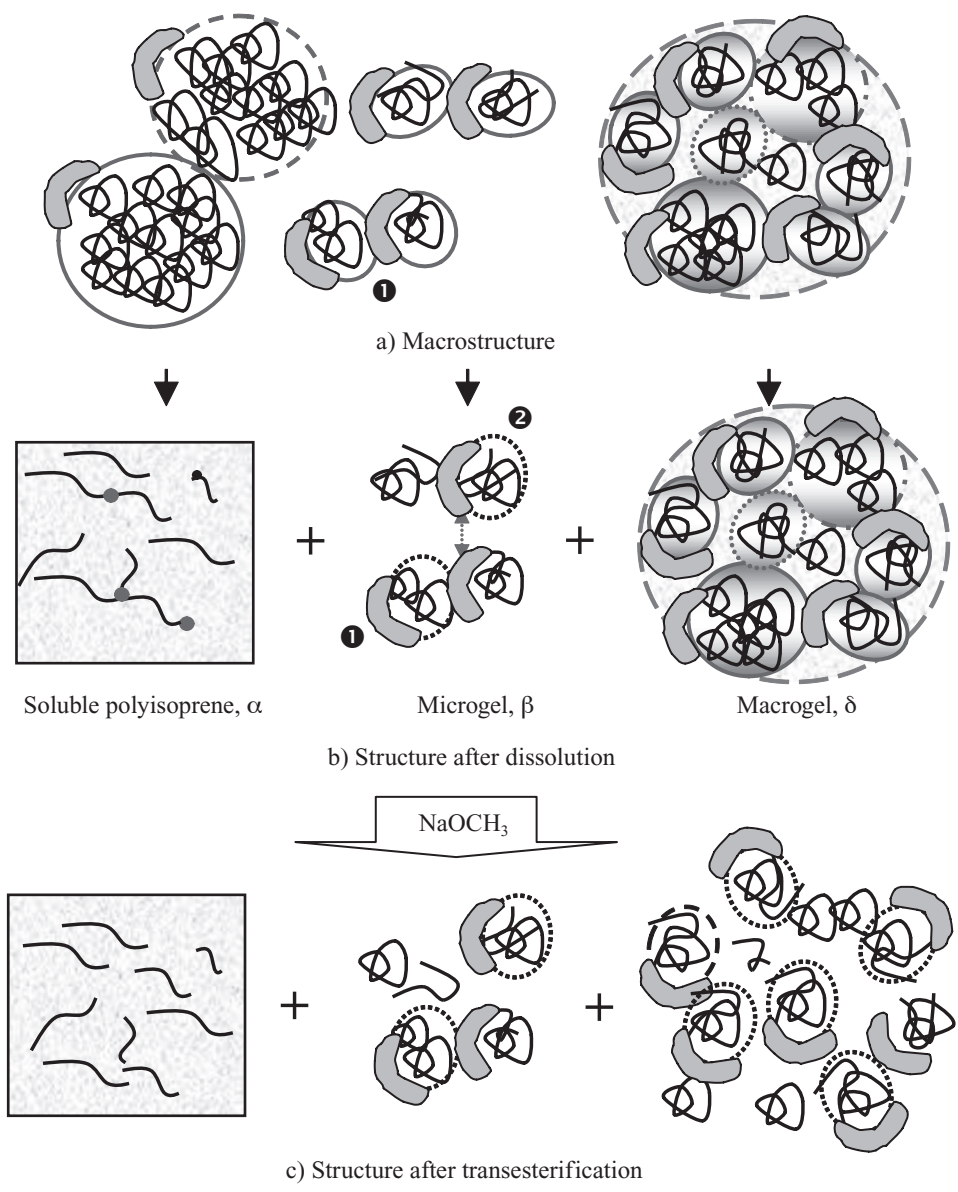 ❶
a) Macrostructure
❷
+
+
❶
Soluble polyisoprene, α
Microgel, β
Macrogel, δ
b) Structure after dissolution
NaOCH₃
+
+
c) Structure after transesterification